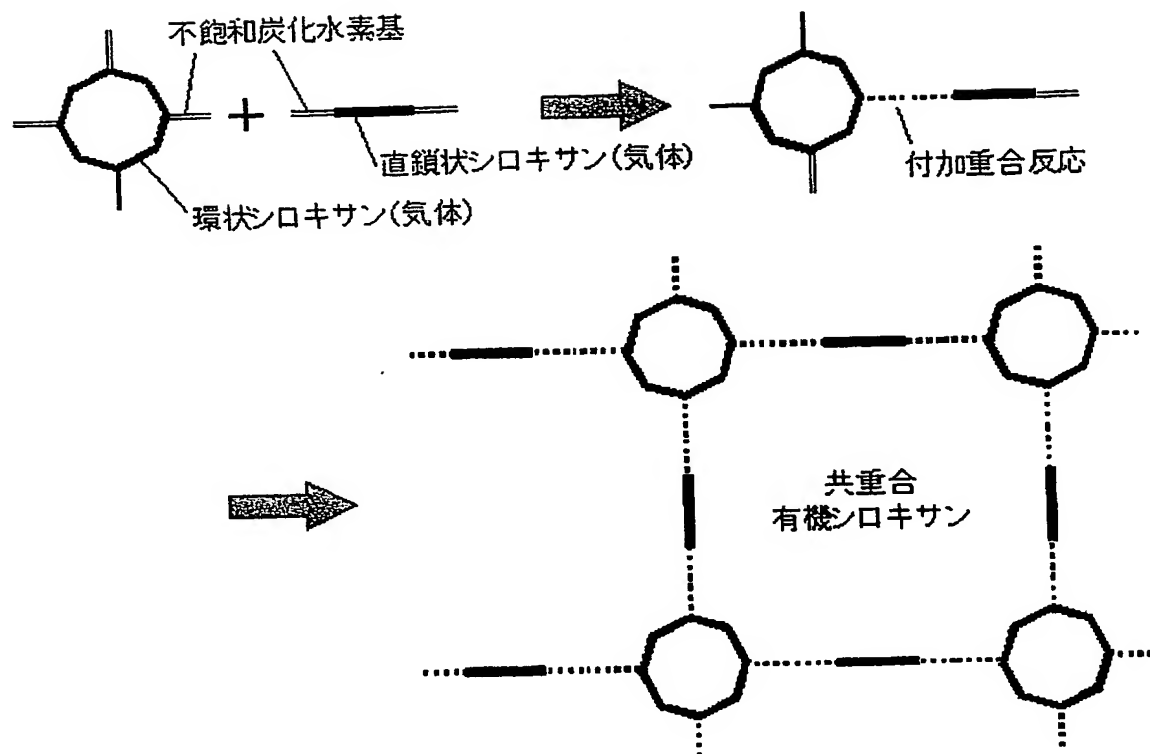 不飽和炭化水素基
+
直鎖状シロキサン(気体)
環状シロキサン(気体)
付加重合反応
共重合
有機シロキサン